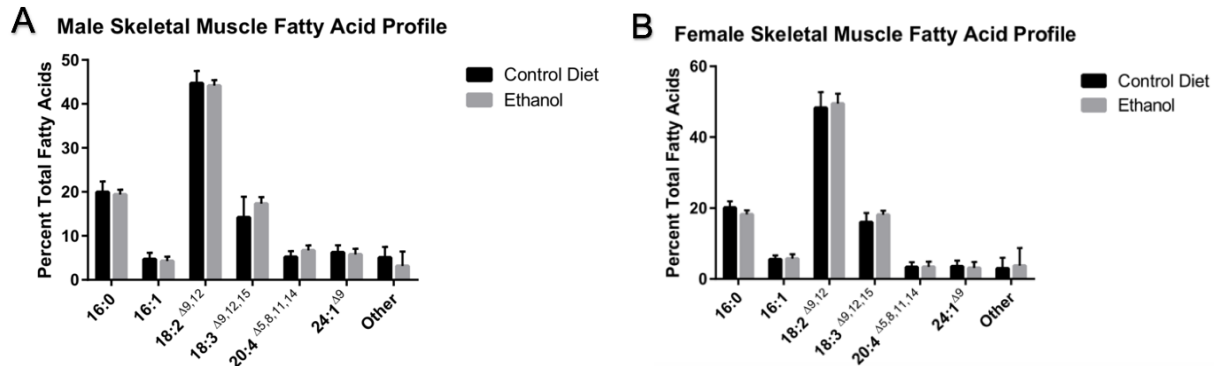 A Male Skeletal Muscle Fatty Acid Profile
Percent Total Fatty Acids
50
40
30
20
10
0
16:0
16:1
18:2 Δ9,12
18:3 Δ9,12,15
20:4 Δ5,8,11,14
24:1Δ9
Other
Control Diet
Ethanol
B Female Skeletal Muscle Fatty Acid Profile
Percent Total Fatty Acids
60
40
20
0
16:0
16:1
18:2 Δ9,12
18:3 Δ9,12,15
20:4 Δ5,8,11,14
24:1Δ9
Other
Control Diet
Ethanol